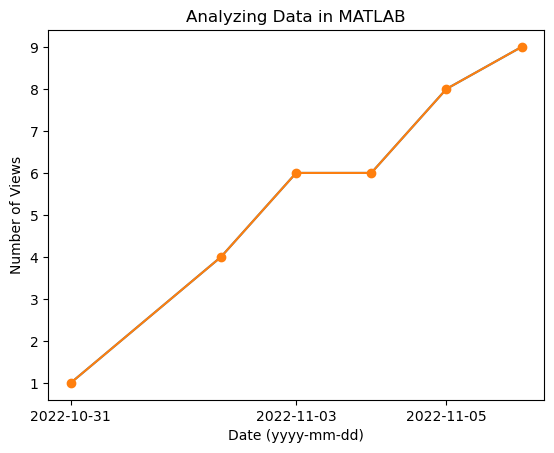 Analyzing Data in MATLAB
9
8
7
6
5
4
3
2
1
Number of Views
2022-10-31 2022-11-03 2022-11-05
Date (yyyy-mm-dd)